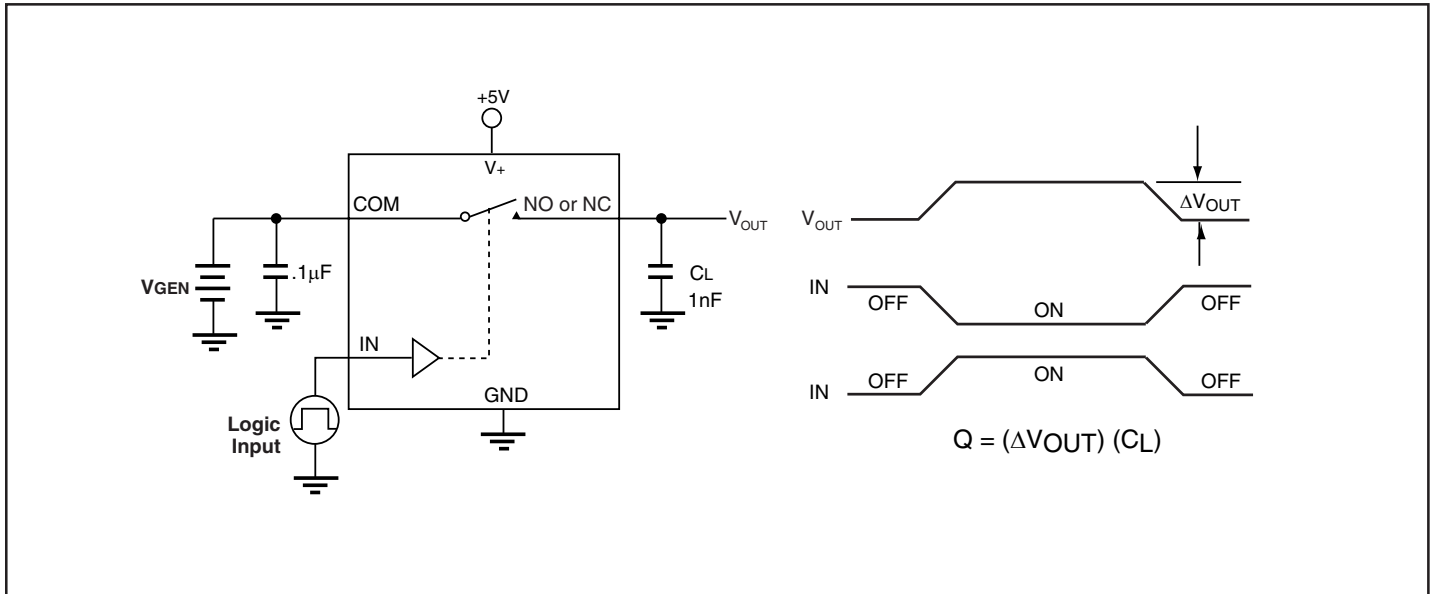 +5V
V+
COM
NO or NC
VOUT
.1µF
VGEN
CL
1nF
IN
GND
Logic
Input
VOUT
ΔVOUT
IN
OFF
ON
OFF
IN
OFF
ON
OFF
Q = (ΔVOUT) (CL)